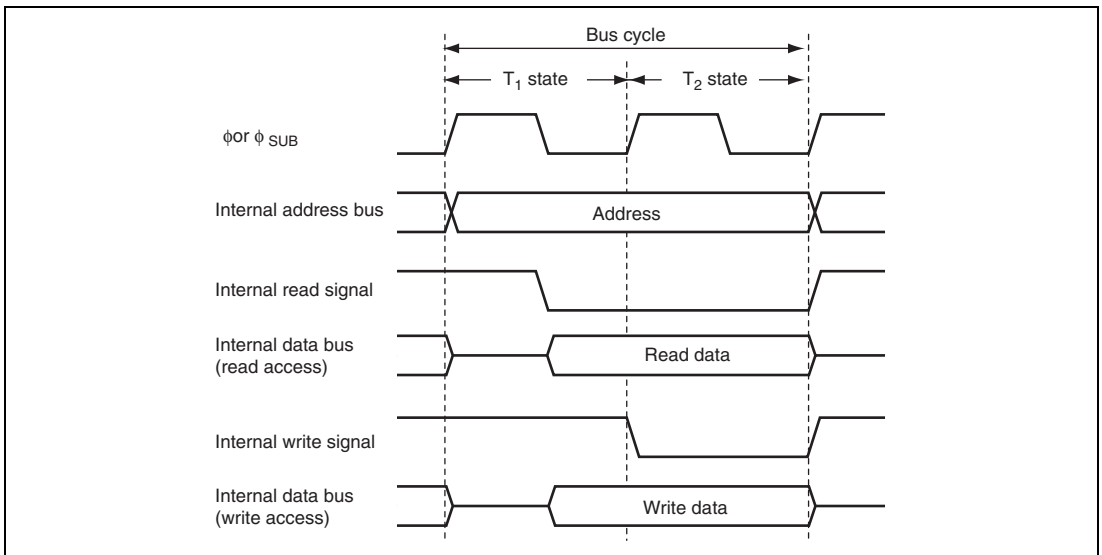 Bus cycle
T1 state
T2 state
ϕor ϕ SUB
Internal address bus
Address
Internal read signal
Internal data bus
(read access)
Read data
Internal write signal
Internal data bus
(write access)
Write data